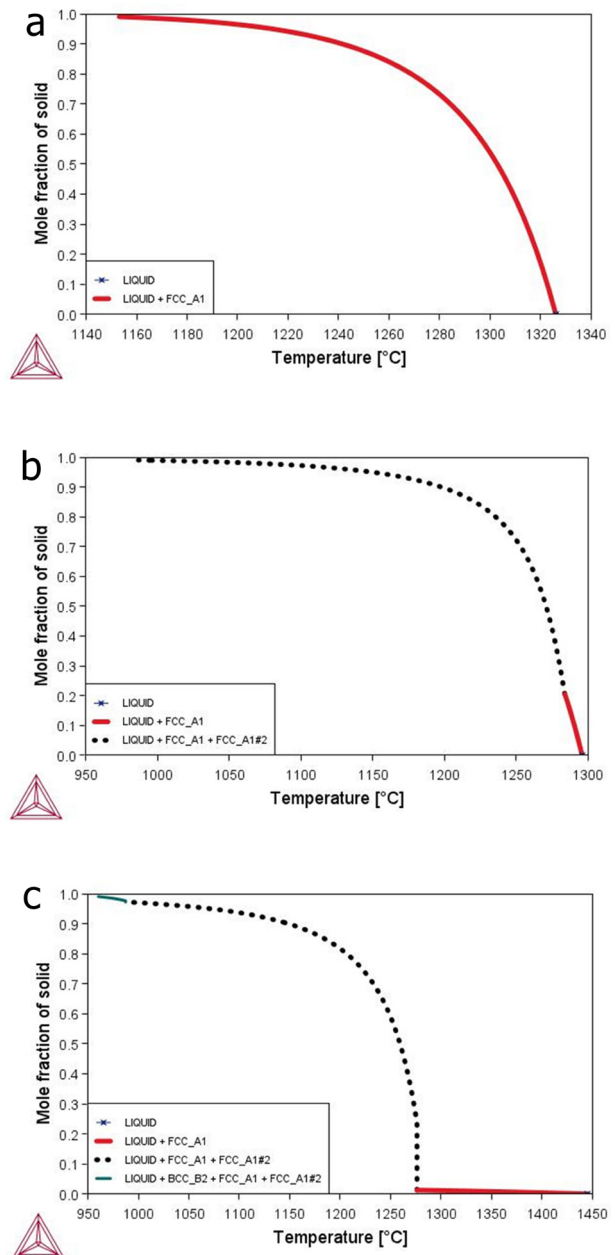 a
1.0
0.9
0.8
0.7
0.6
0.5
0.4
0.3
0.2
0.1
0.0
Mole fraction of solid
LIQUID
LIQUID + FCC_A1
1140 1160 1180 1200 1220 1240 1260 1280 1300 1320 1340
Temperature [°C]
b
1.0
0.9
0.8
0.7
0.6
0.5
0.4
0.3
0.2
0.1
0.0
Mole fraction of solid
LIQUID
LIQUID + FCC_A1
LIQUID + FCC_A1 + FCC_A1#2
950 1000 1050 1100 1150 1200 1250 1300
Temperature [°C]
c
1.0
0.9
0.8
0.7
0.6
0.5
0.4
0.3
0.2
0.1
0.0
Mole fraction of solid
LIQUID
LIQUID + FCC_A1
LIQUID + FCC_A1 + FCC_A1#2
LIQUID + BCC_B2 + FCC_A1 + FCC_A1#2
950 1000 1050 1100 1150 1200 1250 1300 1350 1400 1450
Temperature [°C]